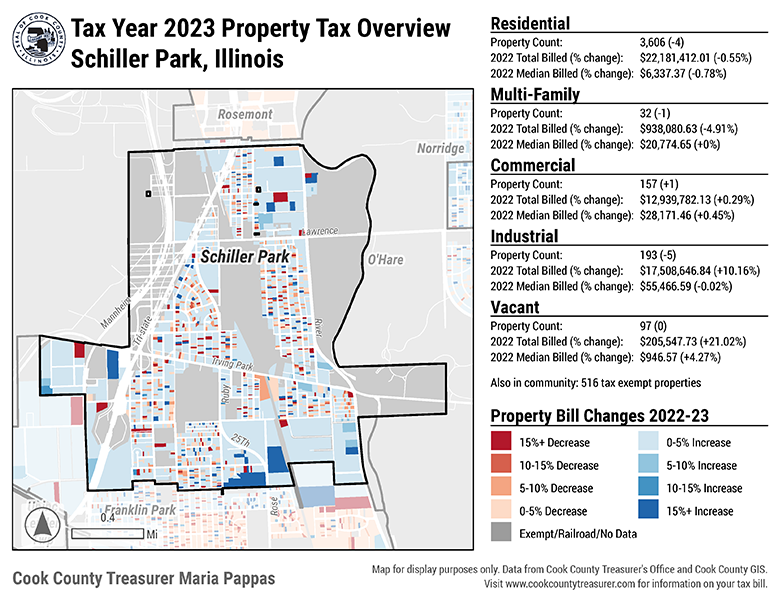 Tax Year 2023 Property Tax Overview
Schiller Park, Illinois
Rosemont
Norridge
Lawrence
Schiller Park
O'Hare
Mannheim
Tri-state
River
Irving Park
Ruby
25Th
Rose
Franklin Park
0.4
Mi
Residential
Property Count: 3,606 (-4)
2022 Total Billed (% change): $22,181,412.01 (-0.55%)
2022 Median Billed (% change): $6,337.37 (-0.78%)
Multi-Family
Property Count: 32 (-1)
2022 Total Billed (% change): $938,080.63 (-4.91%)
2022 Median Billed (% change): $20,774.65 (+0%)
Commercial
Property Count: 157 (+1)
2022 Total Billed (% change): $12,939,782.13 (+0.29%)
2022 Median Billed (% change): $28,171.46 (+0.45%)
Industrial
Property Count: 193 (-5)
2022 Total Billed (% change): $17,508,646.84 (+10.16%)
2022 Median Billed (% change): $55,466.59 (-0.02%)
Vacant
Property Count: 97 (0)
2022 Total Billed (% change): $205,547.73 (+21.02%)
2022 Median Billed (% change): $946.57 (+4.27%)
Also in community: 516 tax exempt properties
Property Bill Changes 2022-23
15%+ Decrease
10-15% Decrease
5-10% Decrease
0-5% Decrease
Exempt/Railroad/No Data
0-5% Increase
5-10% Increase
10-15% Increase
15%+ Increase
Cook County Treasurer Maria Pappas
Map for display purposes only. Data from Cook County Treasurer's Office and Cook County GIS.
Visit www.cookcountytreasurer.com for information on your tax bill.